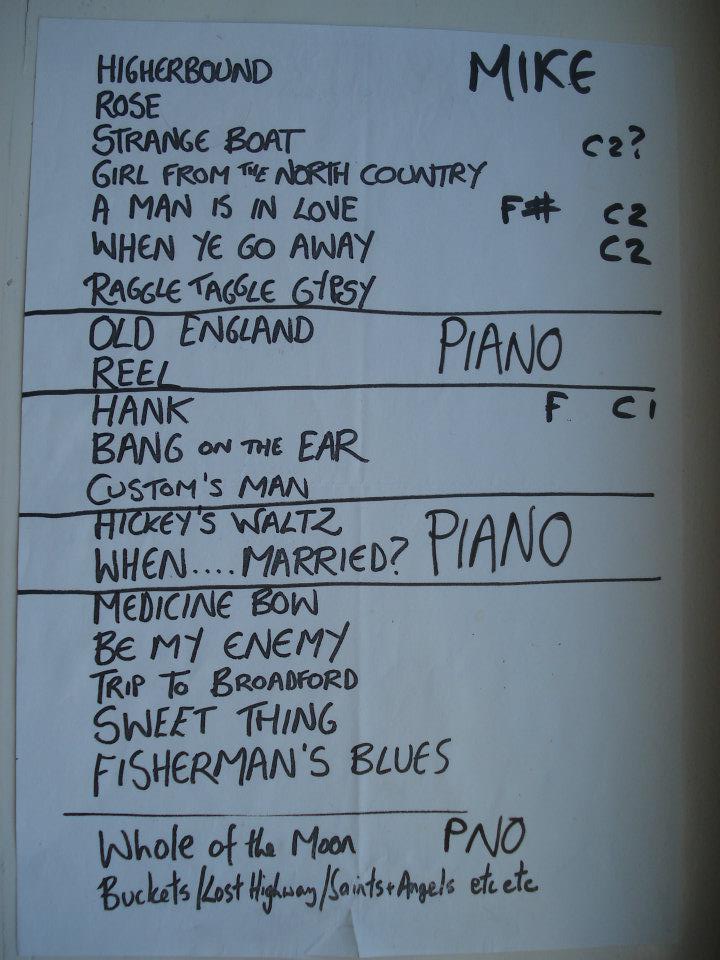 HIGHERBOUND MIKE
ROSE
STRANGE BOAT C2?
GIRL FROM THE NORTH COUNTRY
A MAN IS IN LOVE F# C2
WHEN YE GO AWAY C2
RAGGLE TAGGLE GYPSY
OLD ENGLAND PIANO
REEL
HANK F C1
BANG ON THE EAR
CUSTOM'S MAN
HICKEY'S WALTZ PIANO
WHEN.... MARRIED?
MEDICINE BOW
BE MY ENEMY
TRIP TO BROADFORD
SWEET THING
FISHERMAN'S BLUES
Whole of the Moon PNO
Buckets/Lost Highway/Saints+Angels etc etc